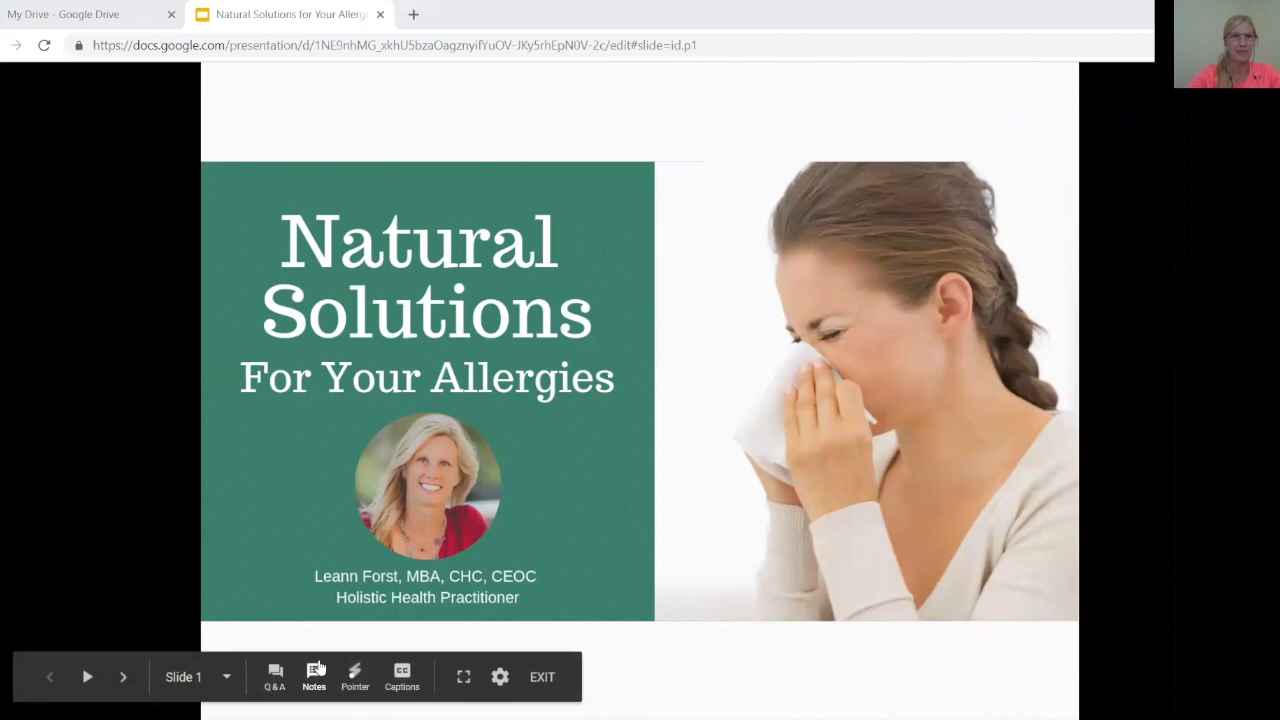 My Drive - Google Drive
Natural Solutions for Your Allerg
https://docs.google.com/presentation/d/1NE9nhMG_xkhU5bzaOagznyifYuOV-JKy5rhEpN0V-2c/edit#slide=id.p1
Natural
Solutions
For Your Allergies
Leann Forst, MBA, CHC, CEOC
Holistic Health Practitioner
Slide 1
Q & A
Notes
Pointer
CC
Captions
EXIT